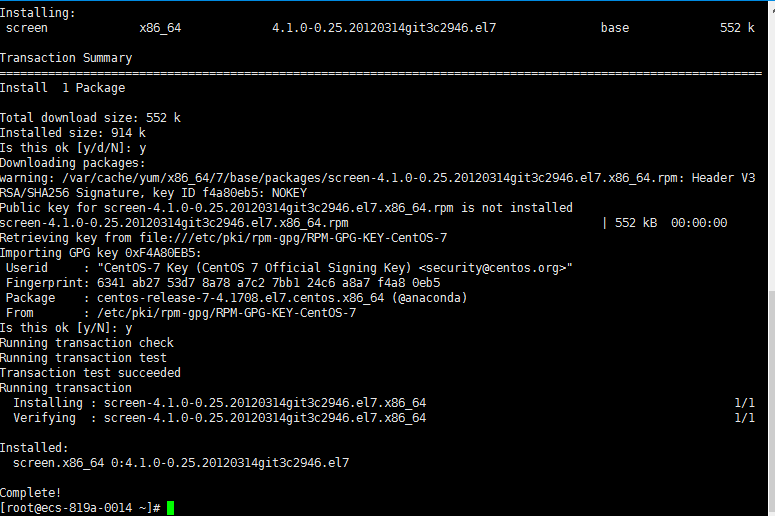 Installing:
 screen x86_64 4.1.0-0.25.20120314git3c2946.el7 base 552 k

Transaction Summary
================================================================================
Install  1 Package

Total download size: 552 k
Installed size: 914 k
Is this ok [y/d/N]: y
Downloading packages:
warning: /var/cache/yum/x86_64/7/base/packages/screen-4.1.0-0.25.20120314git3c2946.el7.x86_64.rpm: Header V3
RSA/SHA256 Signature, key ID f4a80eb5: NOKEY
Public key for screen-4.1.0-0.25.20120314git3c2946.el7.x86_64.rpm is not installed
screen-4.1.0-0.25.20120314git3c2946.el7.x86_64.rpm | 552 kB  00:00:00
Retrieving key from file:///etc/pki/rpm-gpg/RPM-GPG-KEY-CentOS-7
Importing GPG key 0xF4A80EB5:
 Userid     : "CentOS-7 Key (CentOS 7 Official Signing Key) <security@centos.org>"
 Fingerprint: 6341 ab27 53d7 8a78 a7c2 7bb1 24c6 a8a7 f4a8 0eb5
 Package    : centos-release-7-4.1708.el7.centos.x86_64 (@anaconda)
 From       : /etc/pki/rpm-gpg/RPM-GPG-KEY-CentOS-7
Is this ok [y/N]: y
Running transaction check
Running transaction test
Transaction test succeeded
Running transaction
  Installing : screen-4.1.0-0.25.20120314git3c2946.el7.x86_64 1/1
  Verifying  : screen-4.1.0-0.25.20120314git3c2946.el7.x86_64 1/1

Installed:
  screen.x86_64 0:4.1.0-0.25.20120314git3c2946.el7

Complete!
[root@ecs-819a-0014 ~]#